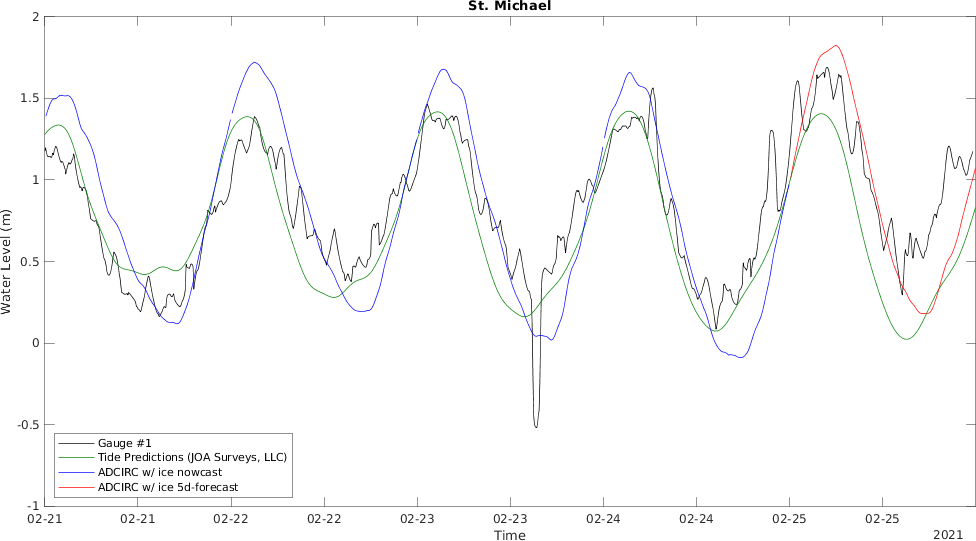 St. Michael
2
1.5
1
0.5
0
-0.5
-1
Water Level (m)
Gauge #1
Tide Predictions (JOA Surveys, LLC)
ADCIRC w/ ice nowcast
ADCIRC w/ ice 5d-forecast
02-21 02-21 02-22 02-22 02-23 02-23 02-24 02-24 02-25 02-25
Time
2021